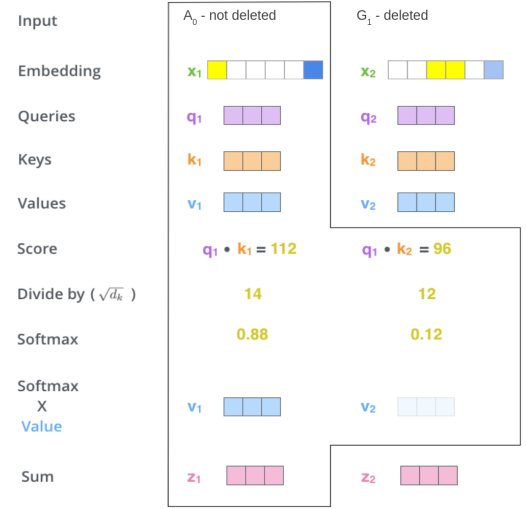 Input A₀ - not deleted G₁ - deleted
Embedding x₁ x₂
Queries q₁ q₂
Keys k₁ k₂
Values v₁ v₂
Score q₁ • k₁ = 112 q₁ • k₂ = 96
Divide by ( √dₖ ) 14 12
Softmax 0.88 0.12
Softmax
X v₁ v₂
Value
Sum z₁ z₂